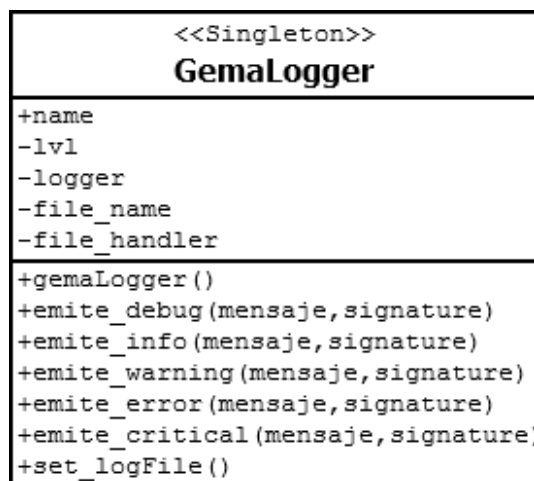 <<Singleton>>
GemaLogger
+name
-lvl
-logger
-file_name
-file_handler
+gemaLogger()
+emite_debug(mensaje,signature)
+emite_info(mensaje,signature)
+emite_warning(mensaje,signature)
+emite_error(mensaje,signature)
+emite_critical(mensaje,signature)
+set_logFile()